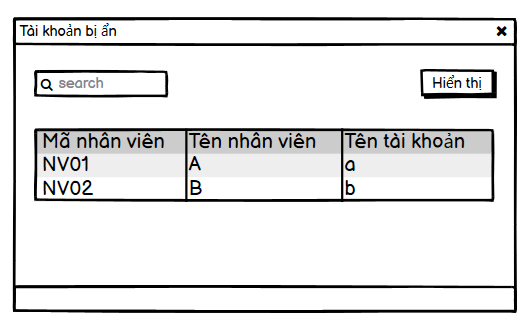 Tài khoản bị ẩn
search
Hiển thị
Mã nhân viên Tên nhân viên Tên tài khoản
NV01 A a
NV02 B b